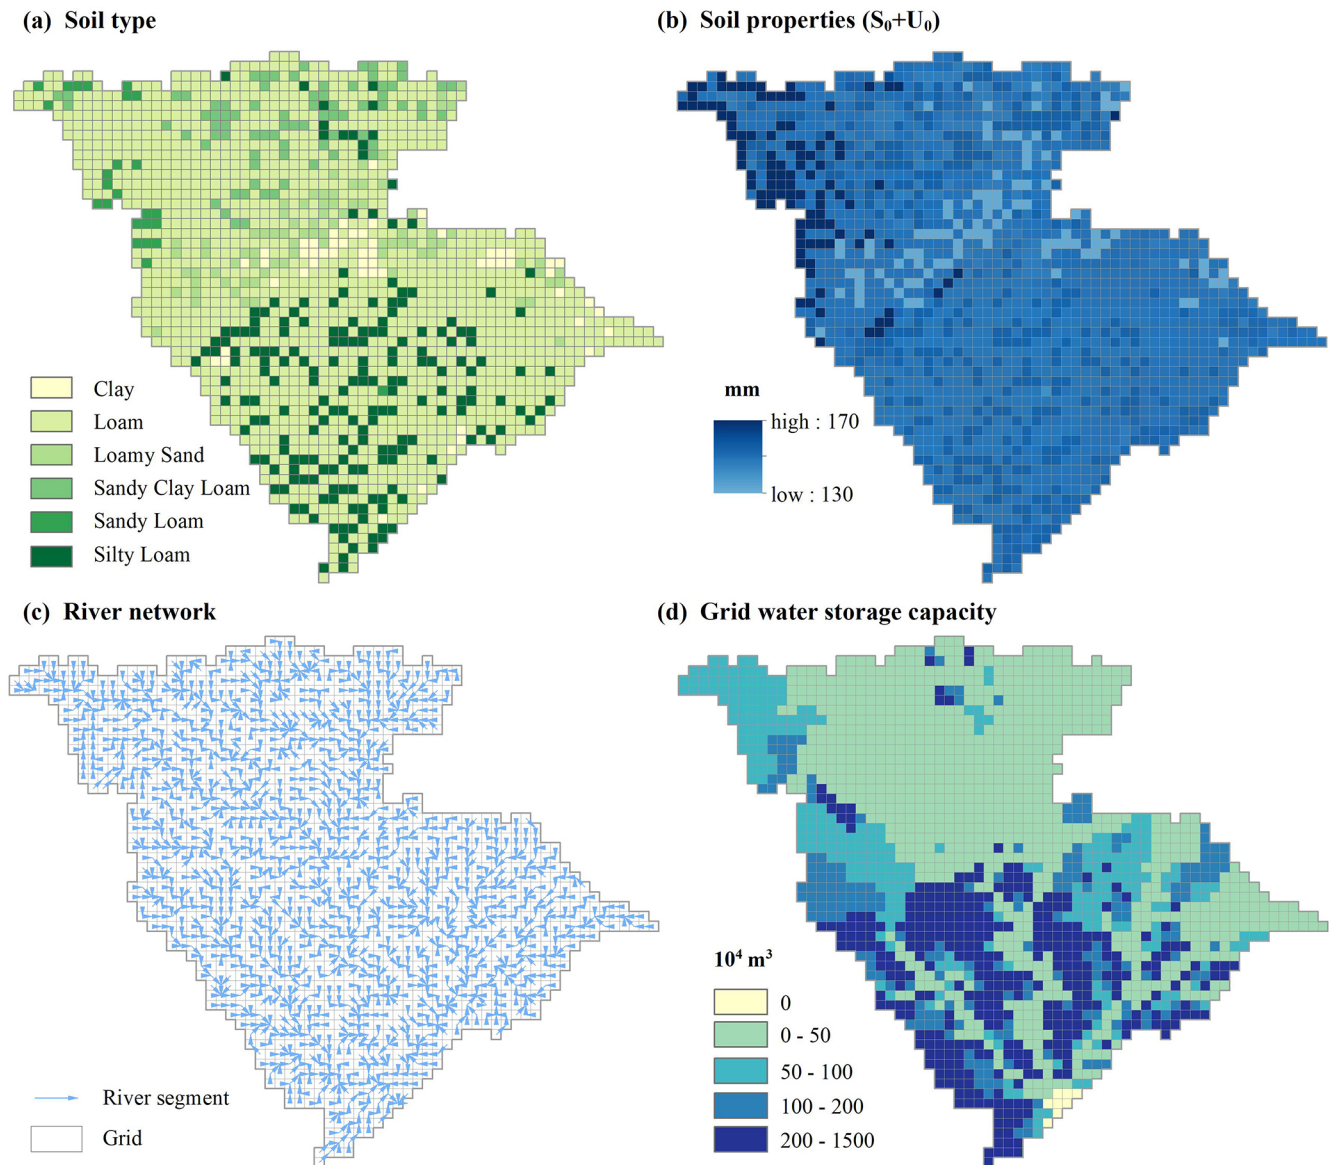 (a) Soil type
(b) Soil properties (S₀+U₀)
Clay
Loam
Loamy Sand
Sandy Clay Loam
Sandy Loam
Silty Loam
mm
high : 170
low : 130
(c) River network
(d) Grid water storage capacity
River segment
Grid
10⁴ m³
0
0 - 50
50 - 100
100 - 200
200 - 1500